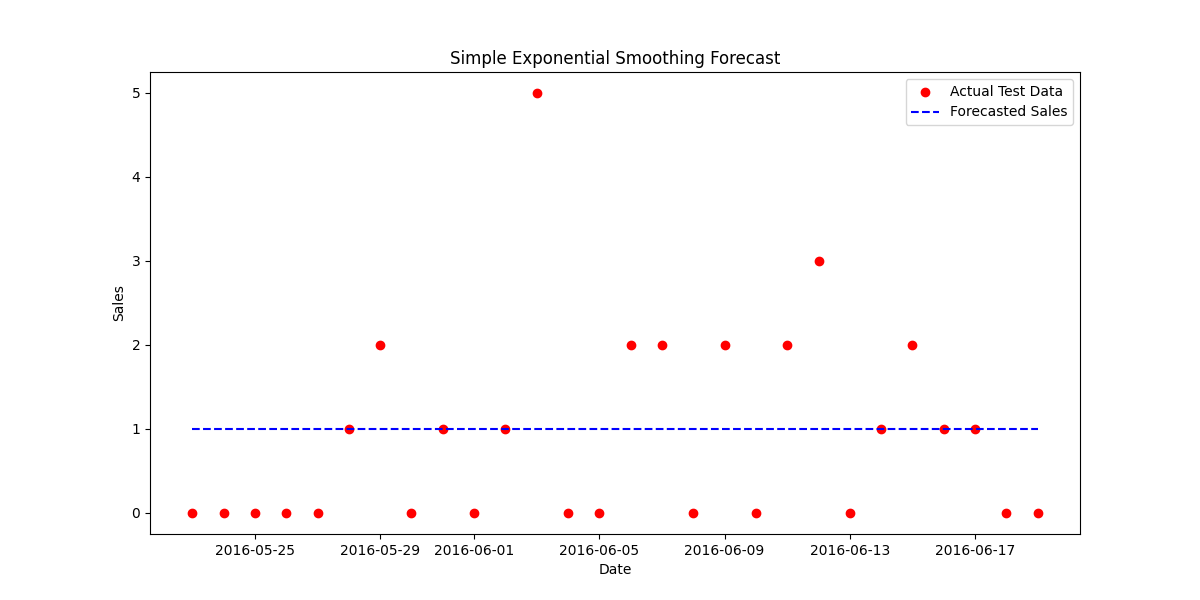 Simple Exponential Smoothing Forecast
Actual Test Data
Forecasted Sales
5
4
3
2
1
0
Sales
2016-05-25 2016-05-29 2016-06-01 2016-06-05 2016-06-09 2016-06-13 2016-06-17
Date